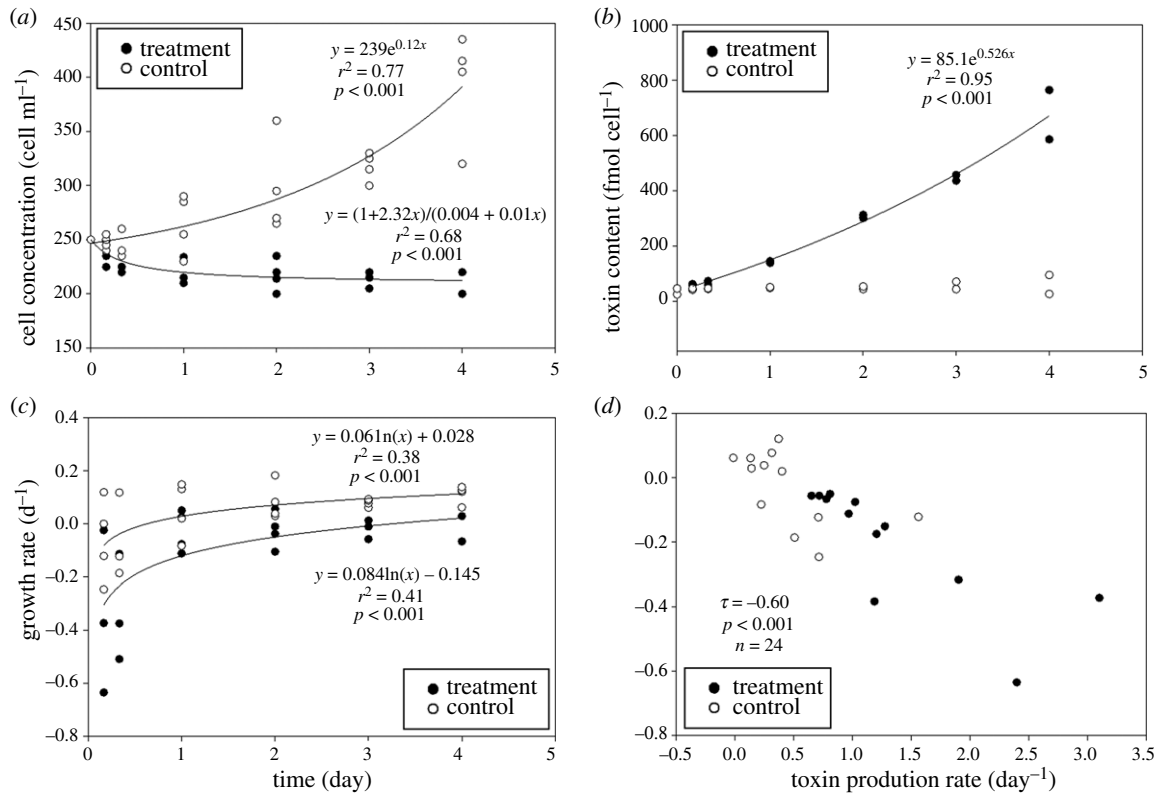 (a)
450
400
350
300
250
200
150
cell concentration (cell ml⁻¹)
treatment
control
y = 239e^0.12x
r² = 0.77
p < 0.001
y = (1+2.32x)/(0.004 + 0.01x)
r² = 0.68
p < 0.001
0 1 2 3 4 5
(b)
1000
800
600
400
200
0
toxin content (fmol cell⁻¹)
treatment
control
y = 85.1e^0.526x
r² = 0.95
p < 0.001
0 1 2 3 4 5
(c)
0.4
0.2
0.0
–0.2
–0.4
–0.6
–0.8
growth rate (d⁻¹)
y = 0.061n(x) + 0.028
r² = 0.38
p < 0.001
y = 0.084ln(x) – 0.145
r² = 0.41
p < 0.001
treatment
control
0 1 2 3 4 5
time (day)
(d)
0.2
0.0
–0.2
–0.4
–0.6
–0.8
τ = –0.60
p < 0.001
n = 24
treatment
control
–0.5 0.0 0.5 1.0 1.5 2.0 2.5 3.0 3.5
toxin prodution rate (day⁻¹)